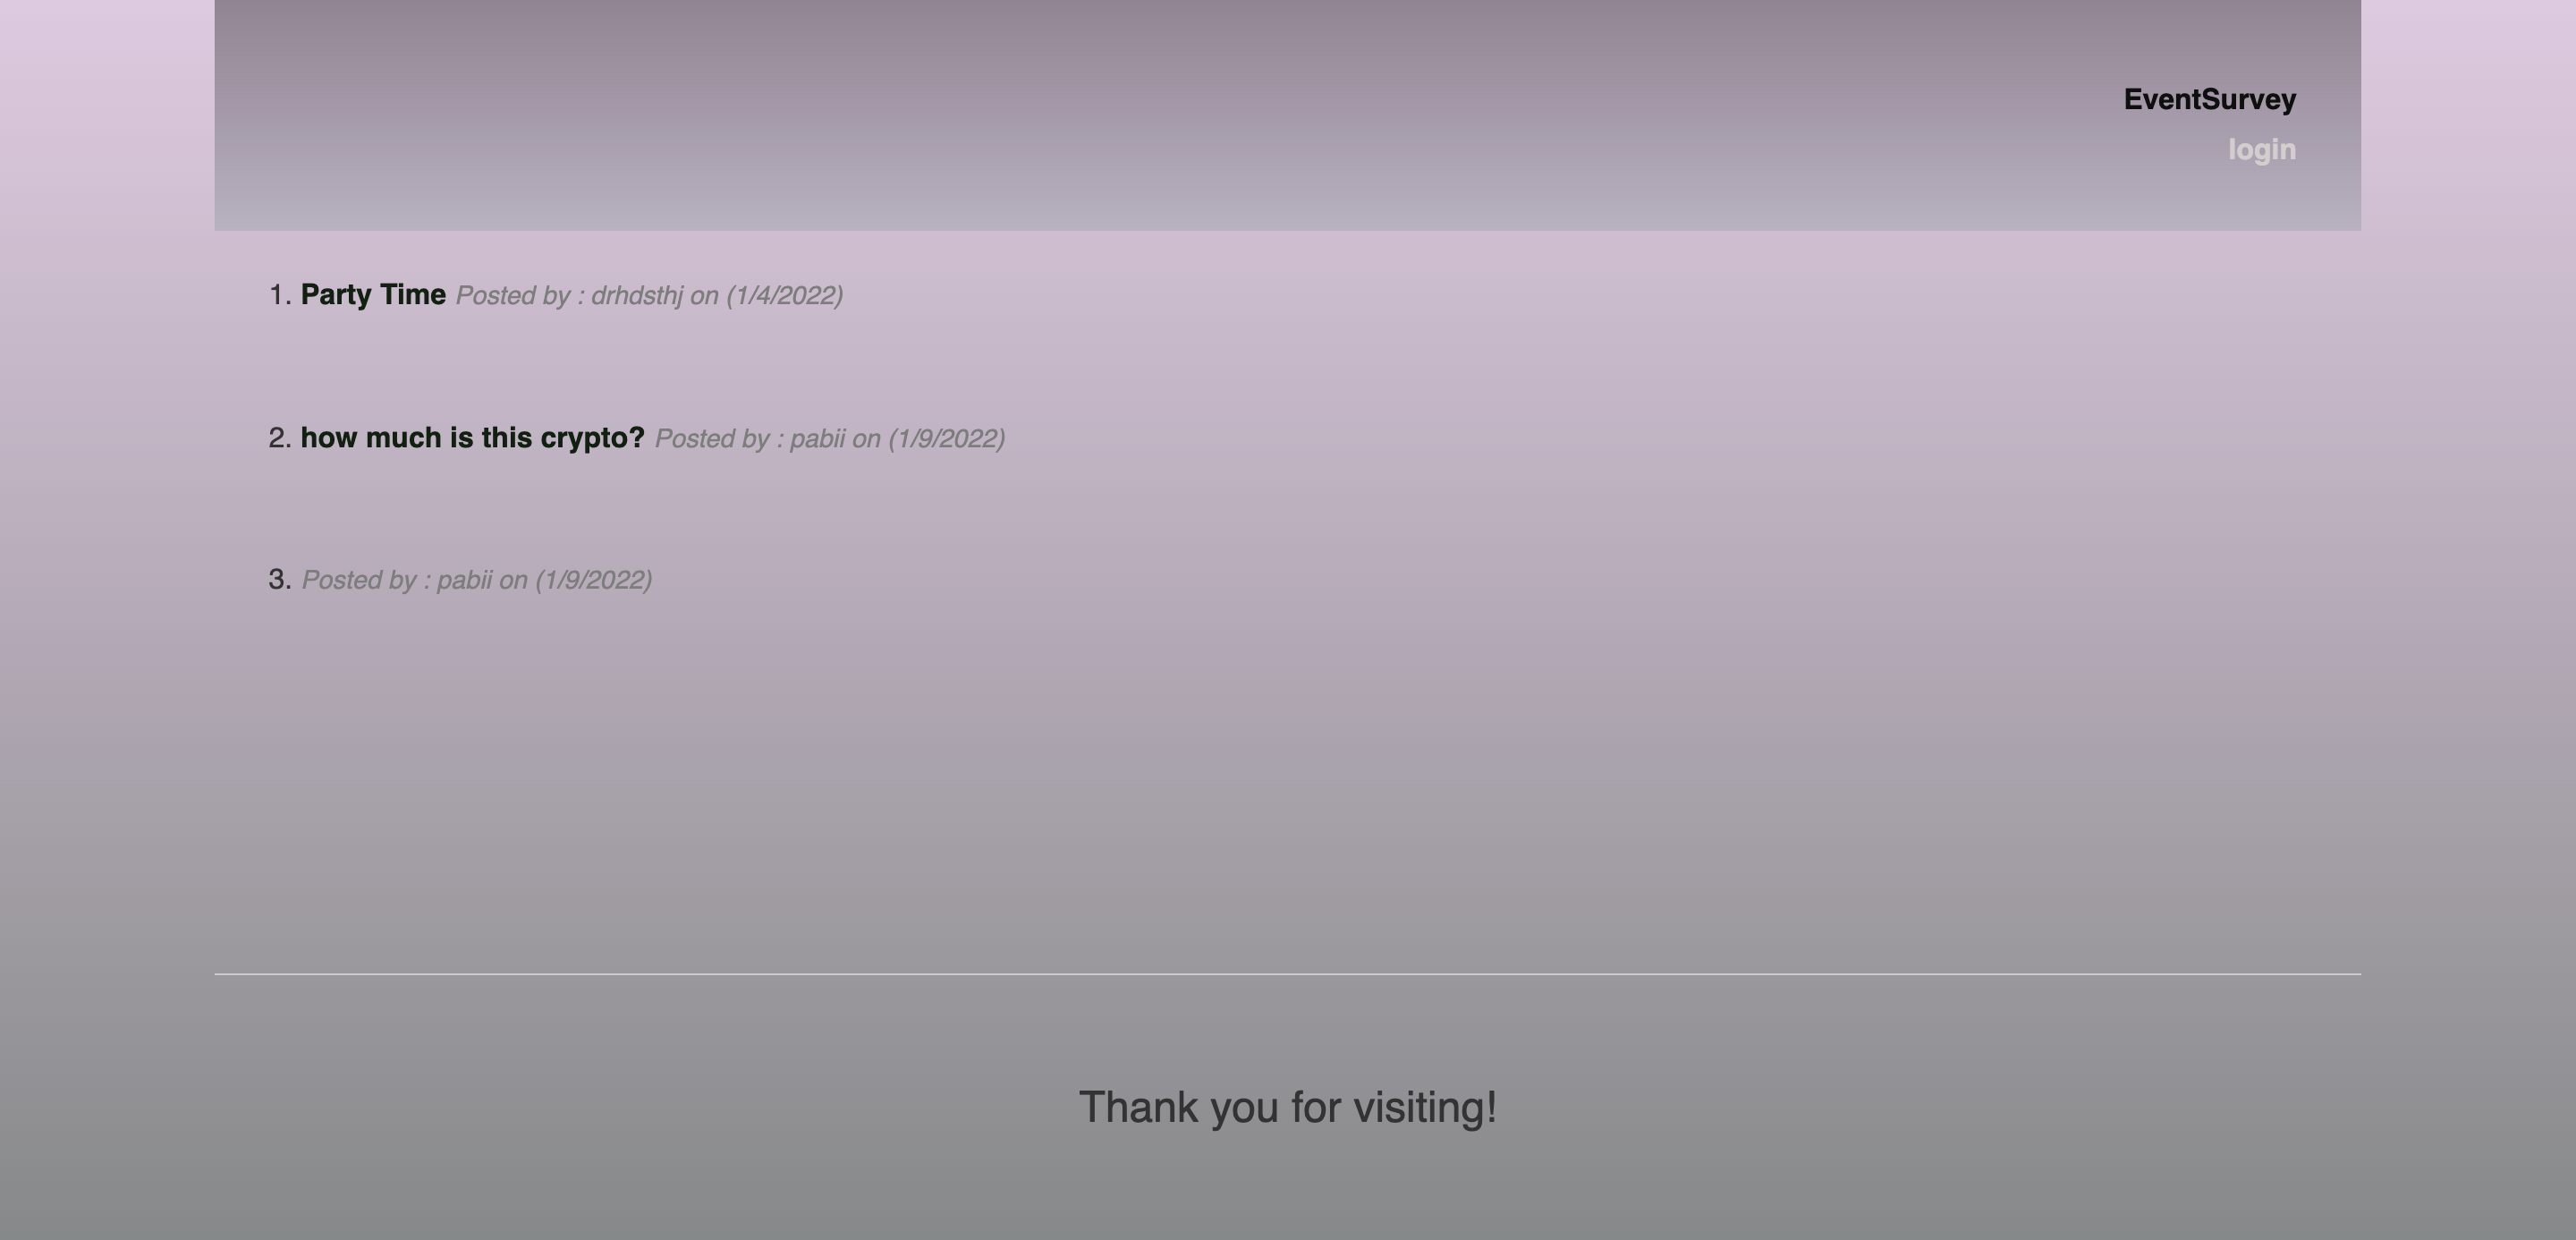 EventSurvey
login
1. Party Time Posted by : drhdsthj on (1/4/2022)
2. how much is this crypto? Posted by : pabii on (1/9/2022)
3. Posted by : pabii on (1/9/2022)
Thank you for visiting!